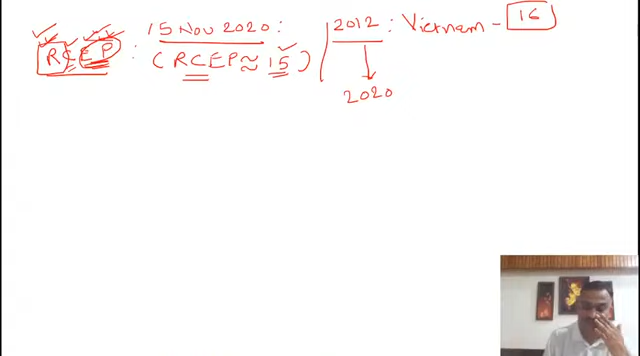 RCEP : 15 Nov 2020 : / 2012 : Vietnam - 16
( RCEP ≈ 15 ) 2020